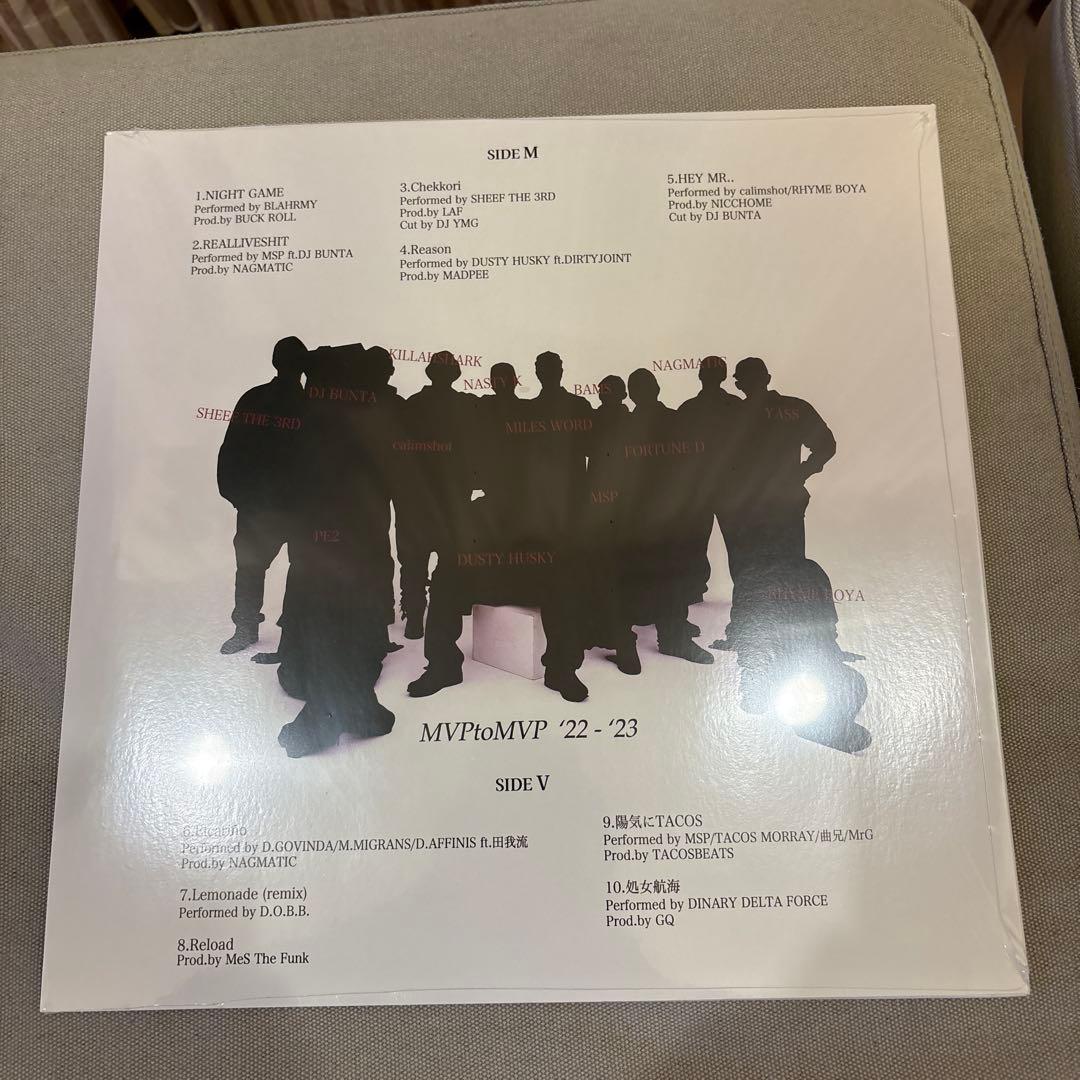 SIDE M
1.NIGHT GAME
Performed by BLAHRMY
Prod.by BUCK ROLL
2.REALLIVESHIT
Performed by MSP ft.DJ BUNTA
Prod.by NAGMATIC
3.Chekkori
Performed by SHEEF THE 3RD
Prod.by LAF
Cut by DJ YMG
4.Reason
Performed by DUSTY HUSKY ft.DIRTYJOINT
Prod.by MADPEE
5.HEY MR..
Performed by calimshot/RHYME BOYA
Prod.by NICCHOME
Cut by DJ BUNTA
KILLAHSHARK
NASTY K
NAGMATIC
DJ BUNTA
BAMS
SHEEF THE 3RD
MILES WORD
YASS
calimshot
FORTUNE D
MSP
PE2
DUSTY HUSKY
RHYME BOYA
MVPtoMVP ‘22 - ‘23
SIDE V
Performed by D.GOVINDA/M.MIGRANS/D.AFFINIS ft.田我流
Prod.by NAGMATIC
7.Lemonade (remix)
Performed by D.O.B.B.
8.Reload
Prod.by MeS The Funk
9.陽気にTACOS
Performed by MSP/TACOS MORRAY/曲兄/MrG
Prod.by TACOSBEATS
10.処女航海
Performed by DINARY DELTA FORCE
Prod.by GQ